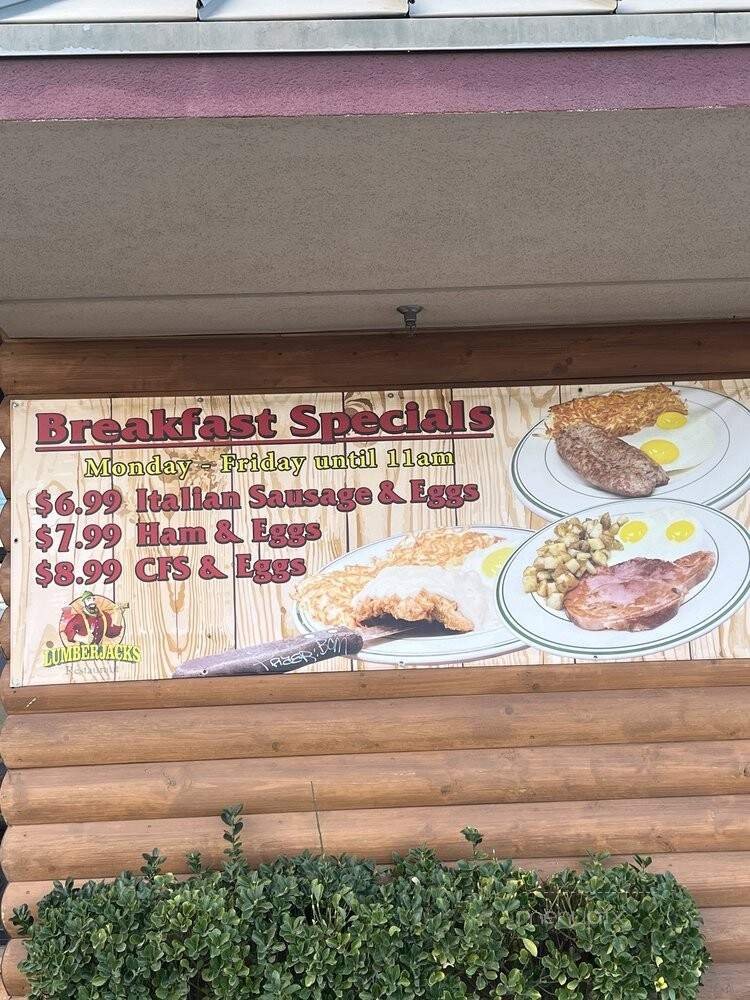 Breakfast Specials
Monday - Friday until 11am
$6.99 Italian Sausage & Eggs
$7.99 Ham & Eggs
$8.99 CFS & Eggs
LUMBERJACKS
Restaurant